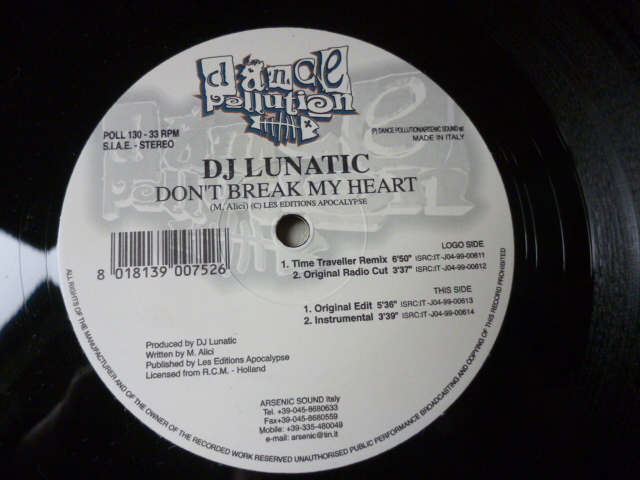 dance
pollution
POLL 130 - 33 RPM
S.I.A.E. - STEREO
(P) DANCE POLLUTION/ARSENIC SOUND srl
MADE IN ITALY
DJ LUNATIC
DON'T BREAK MY HEART
(M. Alici) (C) LES EDITIONS APOCALYPSE
8 018139 007526
LOGO SIDE
1. Time Traveller Remix 6'50" ISRC:IT-J04-99-00611
2. Original Radio Cut 3'37" ISRC:IT-J04-99-00612
THIS SIDE
1. Original Edit 5'36" ISRC:IT-J04-99-00613
2. Instrumental 3'39" ISRC:IT-J04-99-00614
Produced by DJ Lunatic
Written by M. Alici
Published by Les Editions Apocalypse
Licensed from R.C.M. - Holland
ARSENIC SOUND Italy
Tel. +39-045-8680633
Fax+39-045-8680559
Mobile: +39-335-480049
e-mail: arsenic@tin.it
ALL RIGHTS OF THE MANUFACTURER AND OF THE OWNER OF THE RECORDED WORK RESERVED UNAUTHORISED PUBLIC PERFORMANCE BROADCASTING AND COPYING OF THIS RECORD PROHIBITED